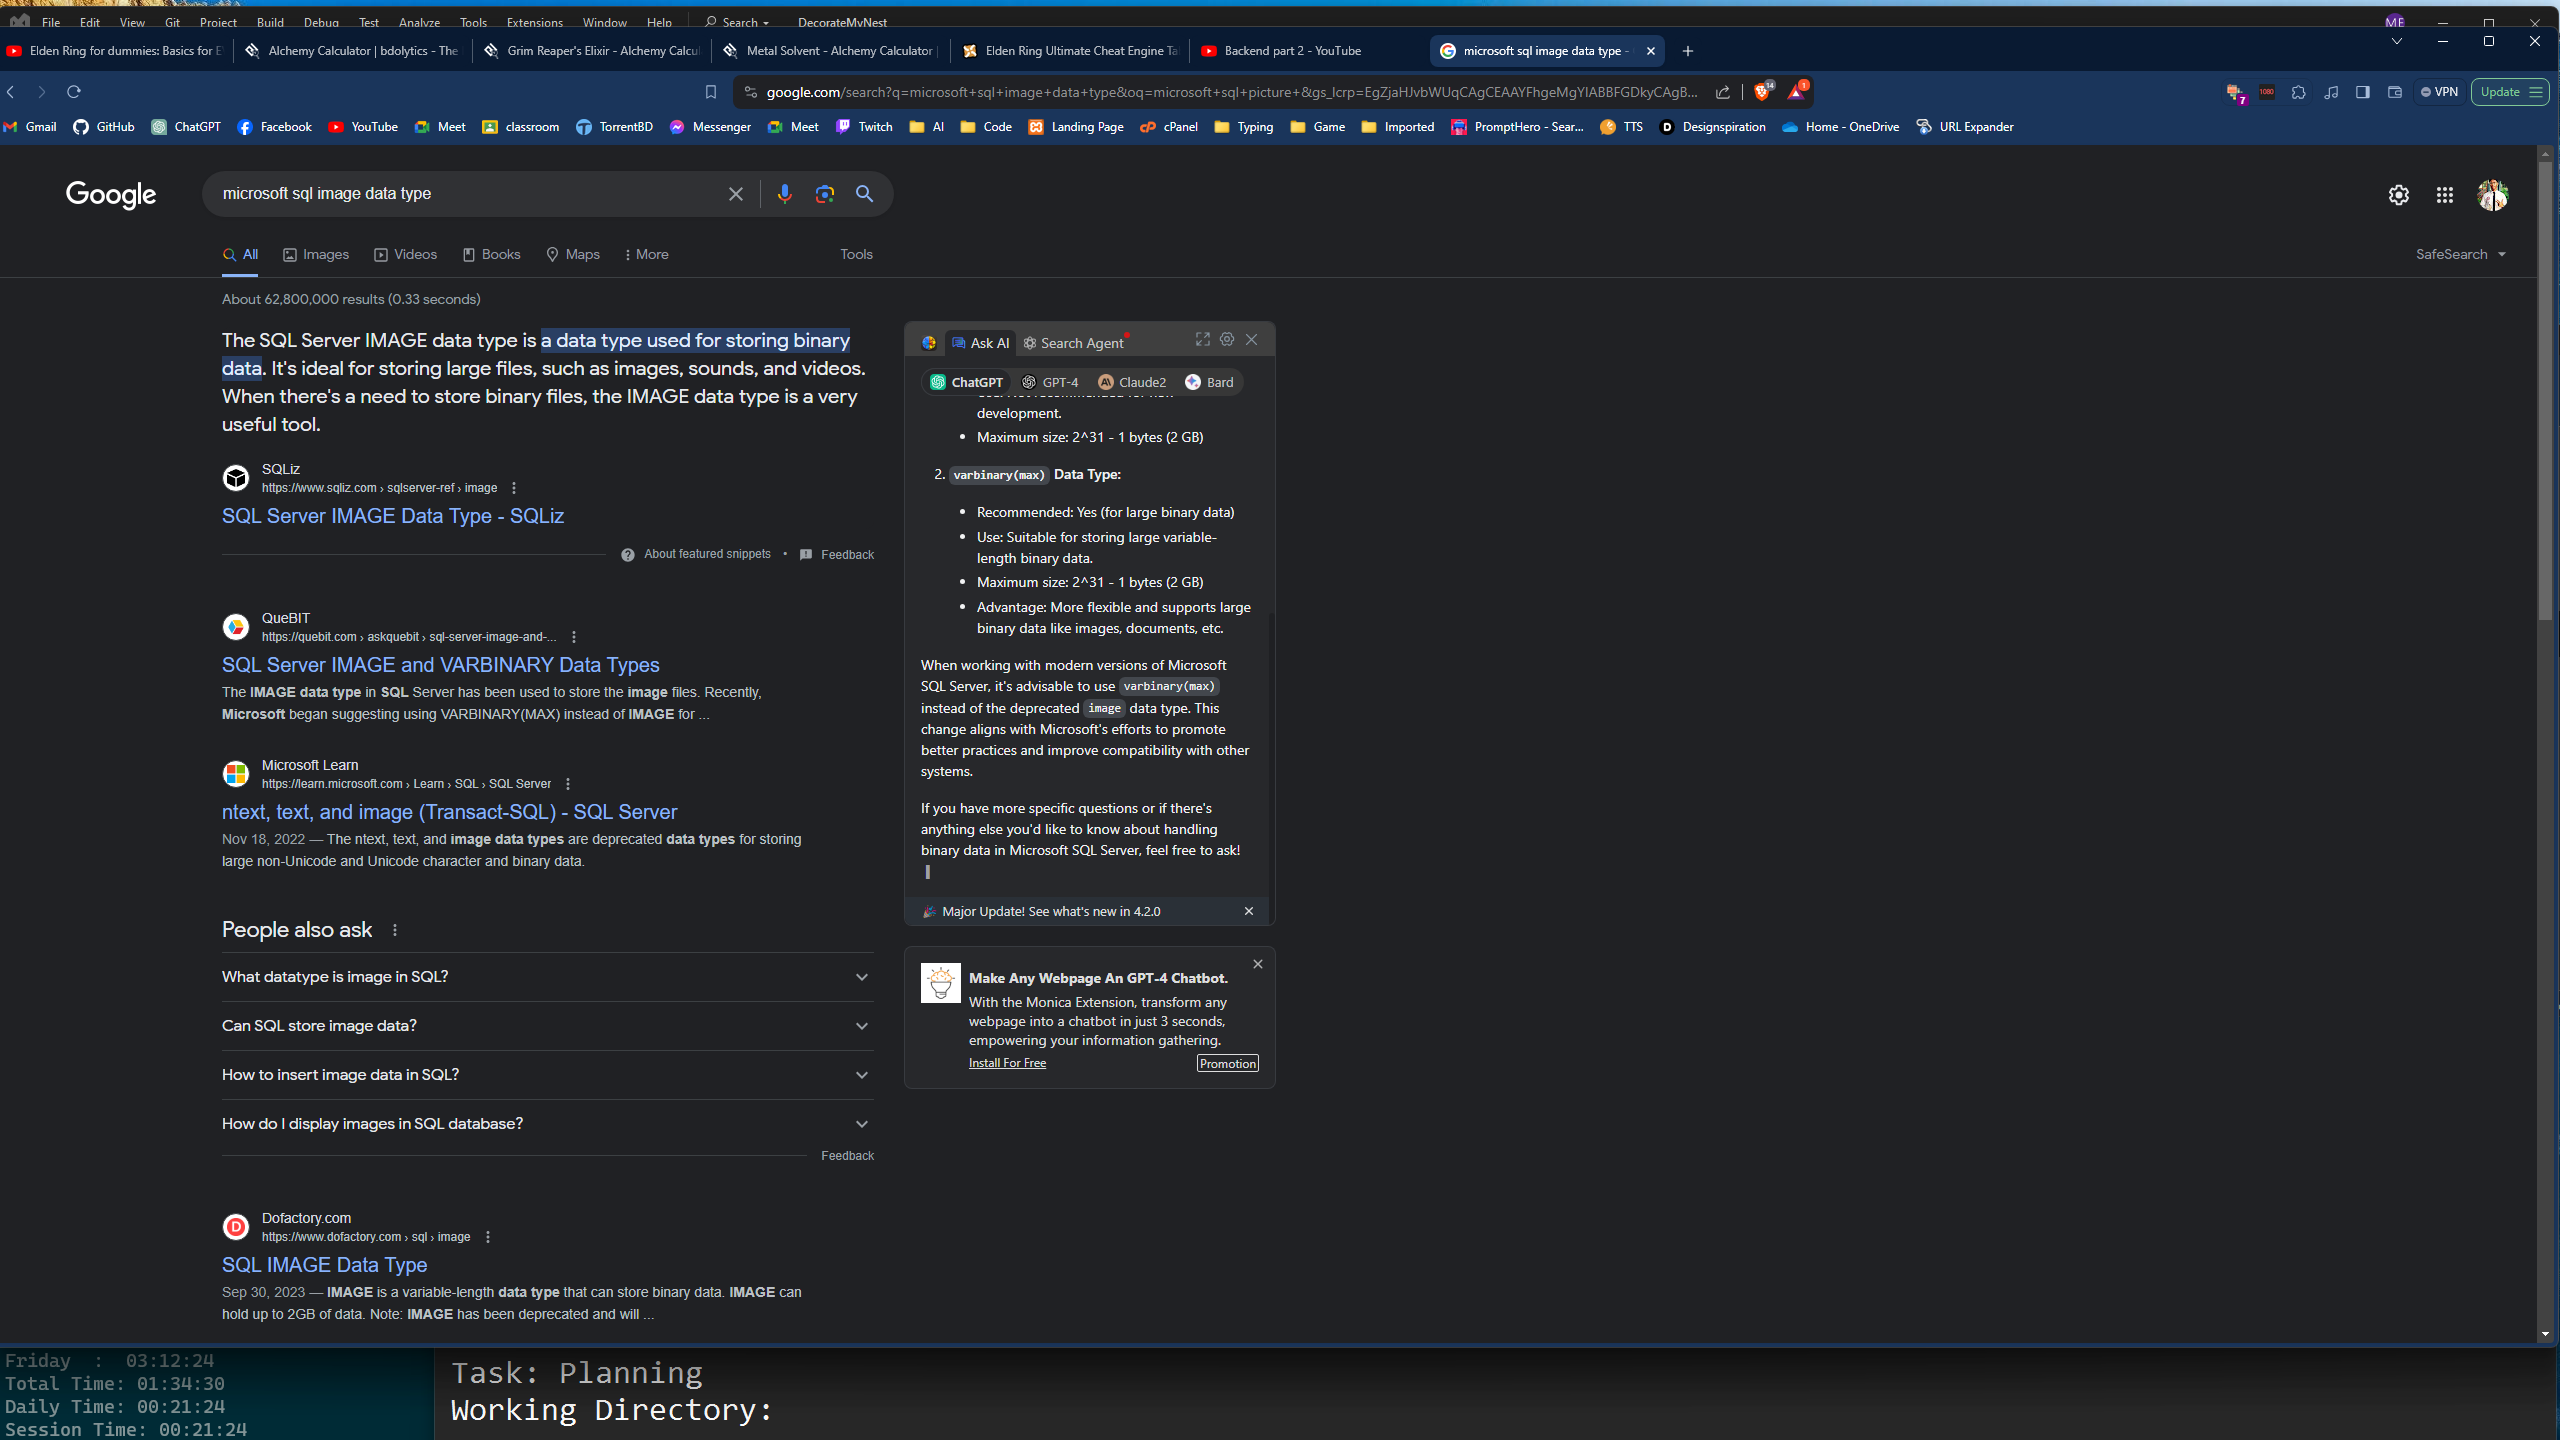 File Edit View Git Project Build Debug Test Analyze Tools Extensions Window Help Search DecorateMyNest
Elden Ring for dummies: Basics for E
Alchemy Calculator | bdolytics - The
Grim Reaper's Elixir - Alchemy Calcu
Metal Solvent - Alchemy Calculator |
Elden Ring Ultimate Cheat Engine Ta
Backend part 2 - YouTube
microsoft sql image data type -
google.com/search?q=microsoft+sql+image+data+type&oq=microsoft+sql+picture+&gs_lcrp=EgZjaHJvbWUqCAgCEAAYFhgeMgYIABBFGDkyCAgB...
14
1
7
1080
VPN
Update
Gmail GitHub ChatGPT Facebook YouTube Meet classroom TorrentBD Messenger Meet Twitch AI Code Landing Page cPanel Typing Game Imported PromptHero - Sear... TTS Designspiration Home - OneDrive URL Expander
Google
microsoft sql image data type
All Images Videos Books Maps More Tools SafeSearch
About 62,800,000 results (0.33 seconds)
The SQL Server IMAGE data type is a data type used for storing binary
data. It's ideal for storing large files, such as images, sounds, and videos.
When there's a need to store binary files, the IMAGE data type is a very
useful tool.
SQLiz
https://www.sqliz.com › sqlserver-ref › image
SQL Server IMAGE Data Type - SQLiz
About featured snippets • Feedback
QueBIT
https://quebit.com › askquebit › sql-server-image-and-...
SQL Server IMAGE and VARBINARY Data Types
The IMAGE data type in SQL Server has been used to store the image files. Recently,
Microsoft began suggesting using VARBINARY(MAX) instead of IMAGE for ...
Microsoft Learn
https://learn.microsoft.com › Learn › SQL › SQL Server
ntext, text, and image (Transact-SQL) - SQL Server
Nov 18, 2022 — The ntext, text, and image data types are deprecated data types for storing
large non-Unicode and Unicode character and binary data.
People also ask
What datatype is image in SQL?
Can SQL store image data?
How to insert image data in SQL?
How do I display images in SQL database?
Feedback
Dofactory.com
https://www.dofactory.com › sql › image
SQL IMAGE Data Type
Sep 30, 2023 — IMAGE is a variable-length data type that can store binary data. IMAGE can
hold up to 2GB of data. Note: IMAGE has been deprecated and will ...
Ask AI Search Agent
ChatGPT GPT-4 Claude2 Bard
development.
• Maximum size: 2^31 - 1 bytes (2 GB)
2. varbinary(max) Data Type:
• Recommended: Yes (for large binary data)
• Use: Suitable for storing large variable-
length binary data.
• Maximum size: 2^31 - 1 bytes (2 GB)
• Advantage: More flexible and supports large
binary data like images, documents, etc.
When working with modern versions of Microsoft
SQL Server, it's advisable to use varbinary(max)
instead of the deprecated image data type. This
change aligns with Microsoft's efforts to promote
better practices and improve compatibility with other
systems.
If you have more specific questions or if there's
anything else you'd like to know about handling
binary data in Microsoft SQL Server, feel free to ask!
Major Update! See what's new in 4.2.0
Make Any Webpage An GPT-4 Chatbot.
With the Monica Extension, transform any
webpage into a chatbot in just 3 seconds,
empowering your information gathering.
Install For Free
Promotion
Friday : 03:12:24
Total Time: 01:34:30
Daily Time: 00:21:24
Session Time: 00:21:24
Task: Planning
Working Directory: